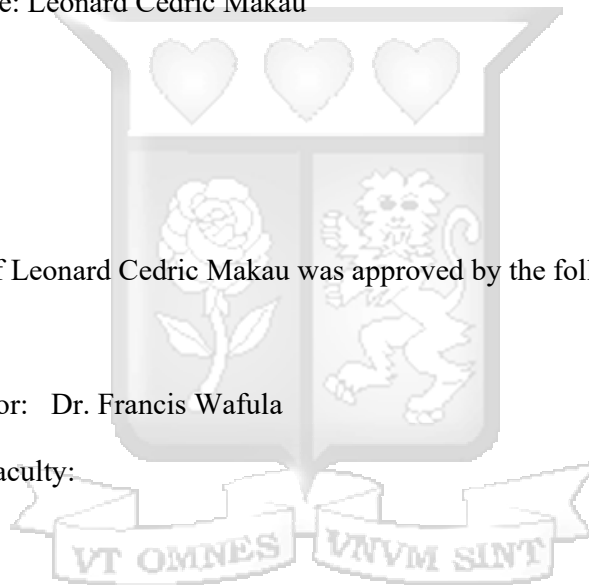 e: Leonard Cedric Makau
f Leonard Cedric Makau was approved by the foll
or:   Dr. Francis Wafula
aculty:
VT OMNES VNVM SINT